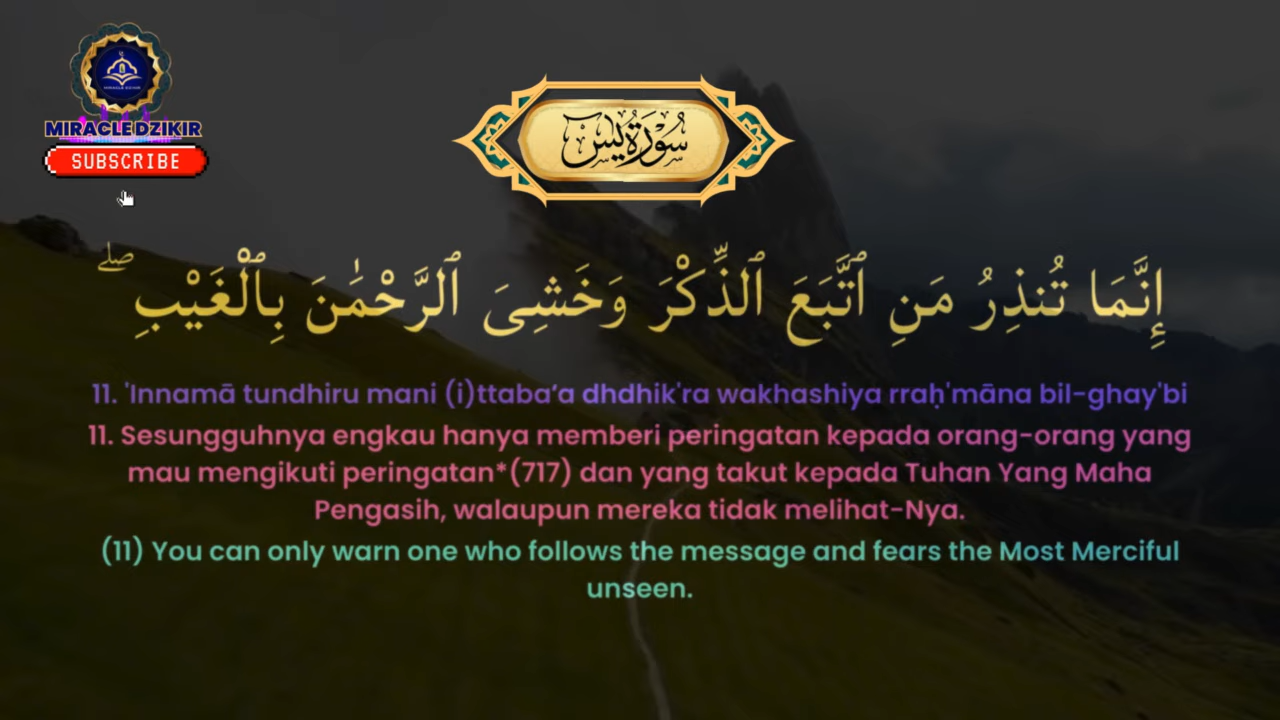 MIRACLE DZIKIR
SUBSCRIBE
سُورَةُ يسٓ
إِنَّمَا تُنذِرُ مَنِ ٱتَّبَعَ ٱلذِّكْرَ وَخَشِىَ ٱلرَّحْمَٰنَ بِٱلْغَيْبِ ۖ
11. 'Innamā tundhiru mani (i)ttaba‘a dhdhik'ra wakhashiya rraḥ'māna bil-ghay'bi
11. Sesungguhnya engkau hanya memberi peringatan kepada orang-orang yang
mau mengikuti peringatan*(717) dan yang takut kepada Tuhan Yang Maha
Pengasih, walaupun mereka tidak melihat-Nya.
(11) You can only warn one who follows the message and fears the Most Merciful
unseen.